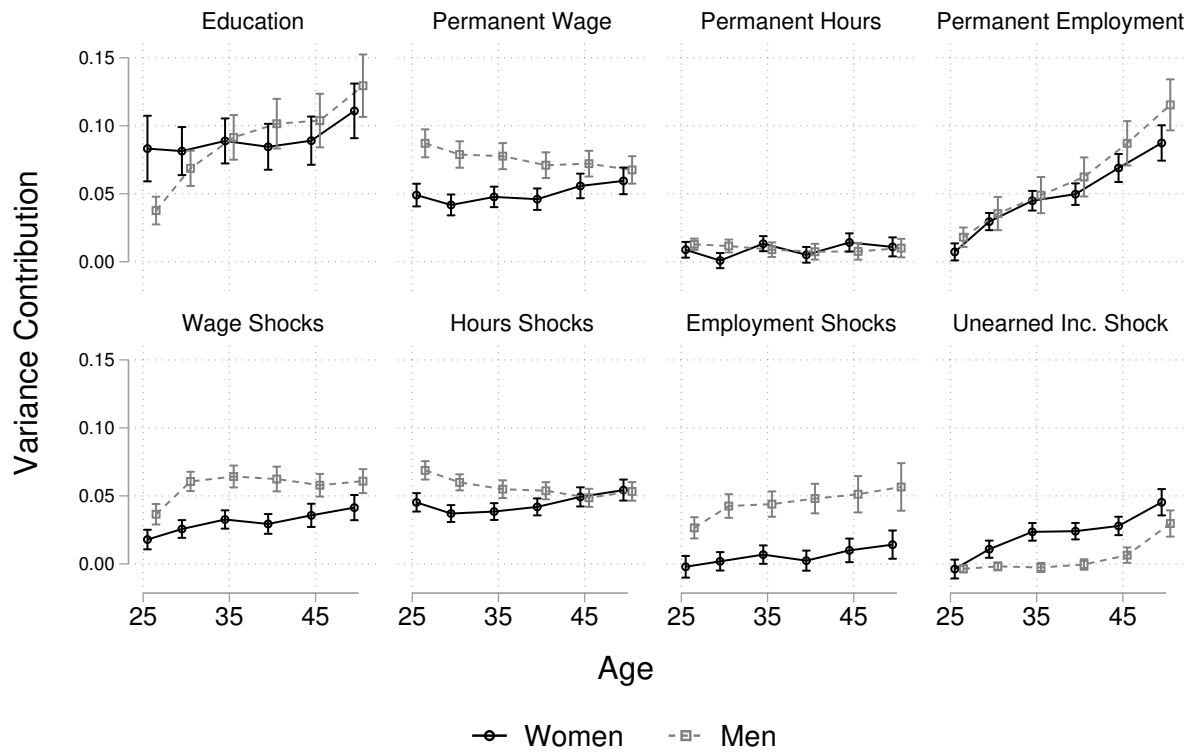 Education Permanent Wage Permanent Hours Permanent Employment
0.15
0.10
0.05
0.00
Variance Contribution
Wage Shocks Hours Shocks Employment Shocks Unearned Inc. Shock
0.15
0.10
0.05
0.00
25 35 45 25 35 45 25 35 45 25 35 45
Age
Women Men